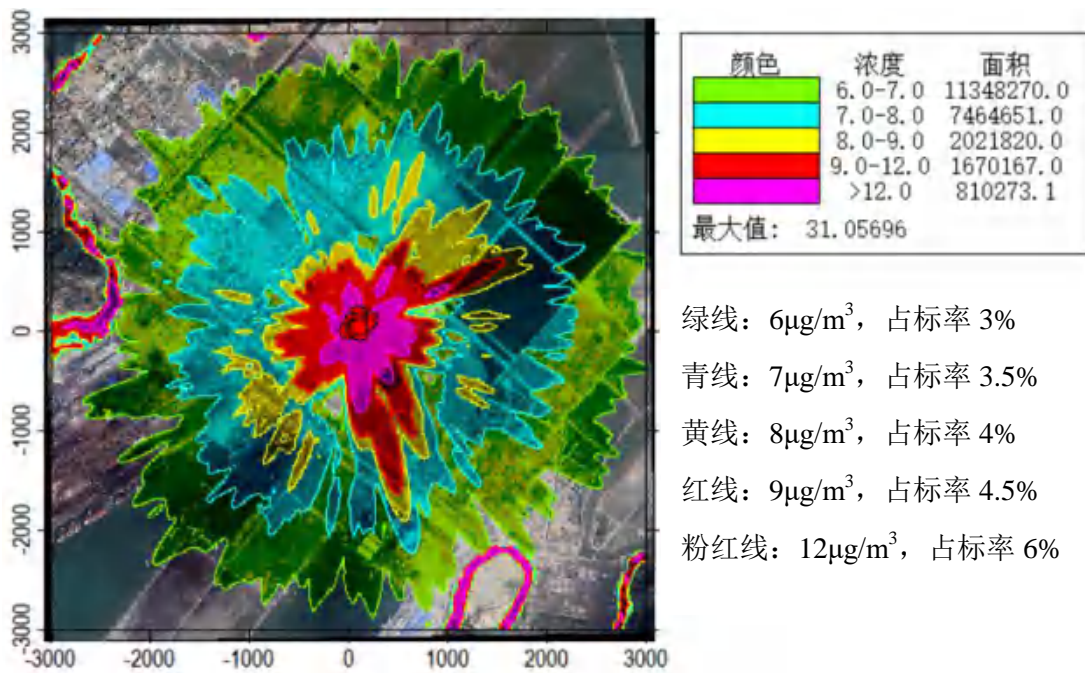 3000
2000
1000
0
-1000
-2000
-3000
-3000 -2000 -1000 0 1000 2000 3000
颜色 浓度 面积
6.0-7.0 11348270.0
7.0-8.0 7464651.0
8.0-9.0 2021820.0
9.0-12.0 1670167.0
>12.0 810273.1
最大值: 31.05696
绿线：6μg/m³，占标率 3%
青线：7μg/m³，占标率 3.5%
黄线：8μg/m³，占标率 4%
红线：9μg/m³，占标率 4.5%
粉红线：12μg/m³，占标率 6%